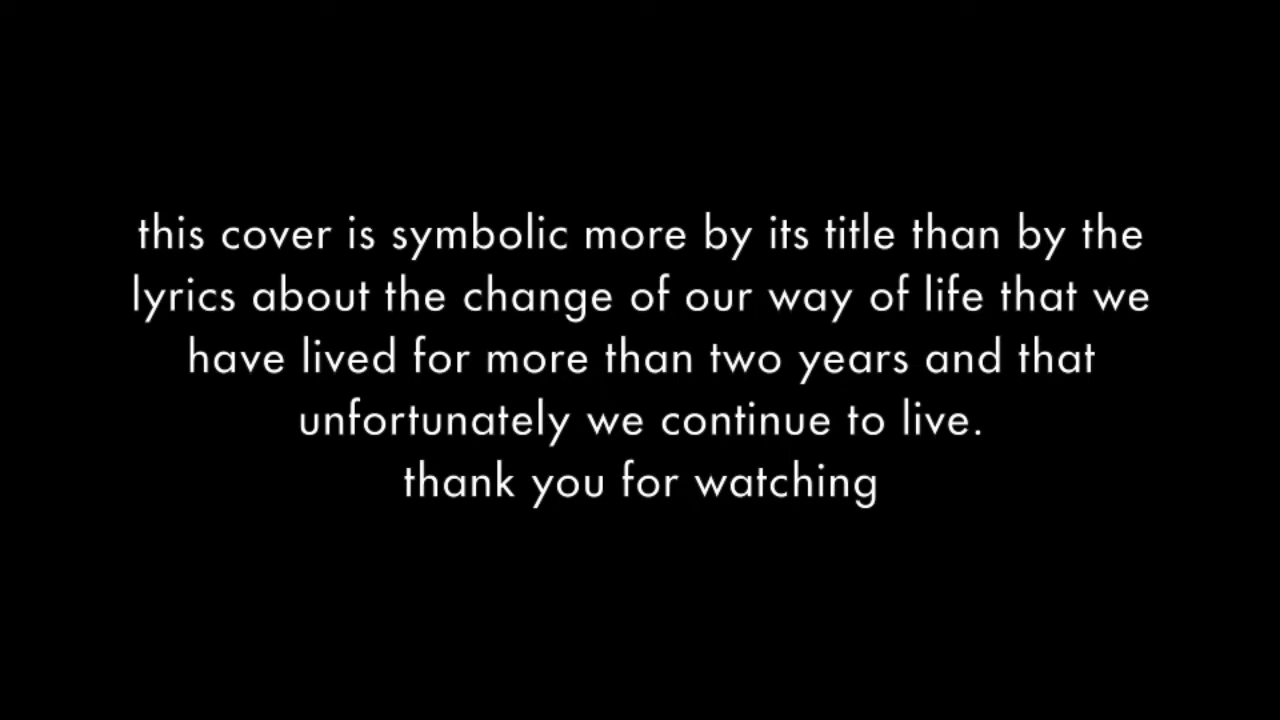 this cover is symbolic more by its title than by the
lyrics about the change of our way of life that we
have lived for more than two years and that
unfortunately we continue to live.
thank you for watching